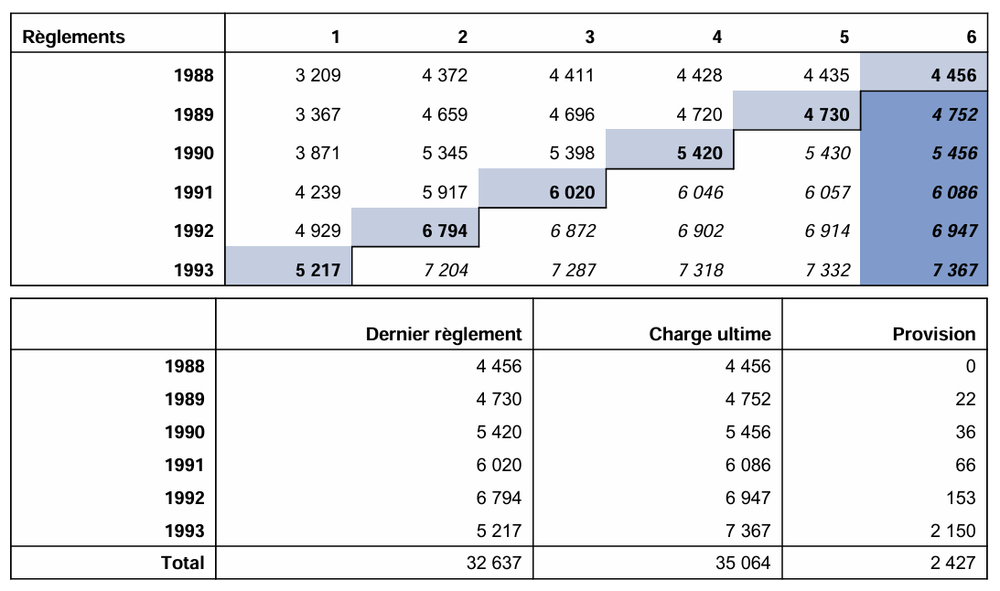 Règlements 1 2 3 4 5 6
1988 3 209 4 372 4 411 4 428 4 435 4 456
1989 3 367 4 659 4 696 4 720 4 730 4 752
1990 3 871 5 345 5 398 5 420 5 430 5 456
1991 4 239 5 917 6 020 6 046 6 057 6 086
1992 4 929 6 794 6 872 6 902 6 914 6 947
1993 5 217 7 204 7 287 7 318 7 332 7 367
Dernier règlement Charge ultime Provision
1988 4 456 4 456 0
1989 4 730 4 752 22
1990 5 420 5 456 36
1991 6 020 6 086 66
1992 6 794 6 947 153
1993 5 217 7 367 2 150
Total 32 637 35 064 2 427